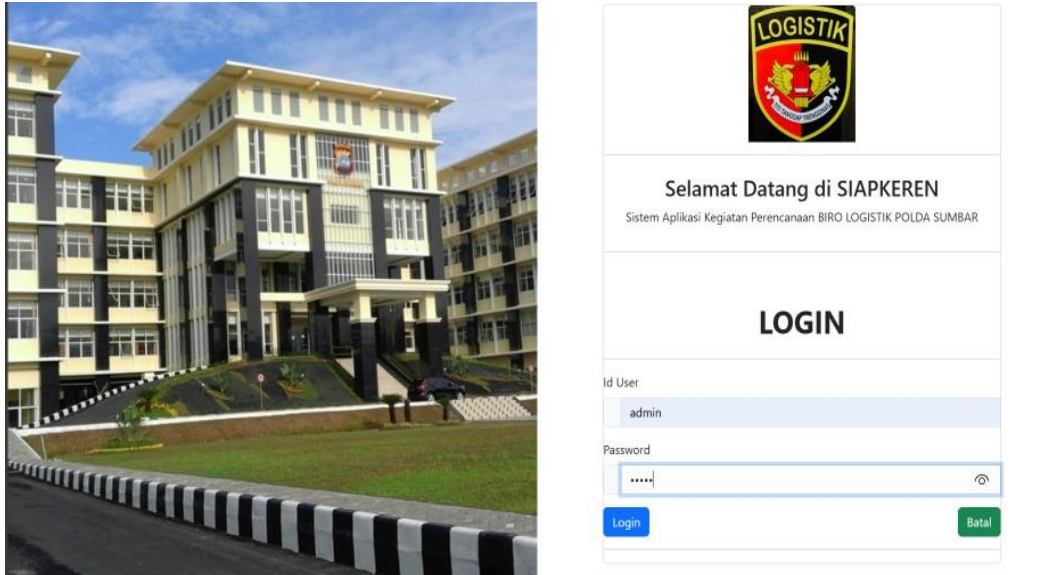 LOGISTIK
Selamat Datang di SIAPKEREN
Sistem Aplikasi Kegiatan Perencanaan BIRO LOGISTIK POLDA SUMBAR
LOGIN
Id User
admin
Password
•••••
Login
Batal